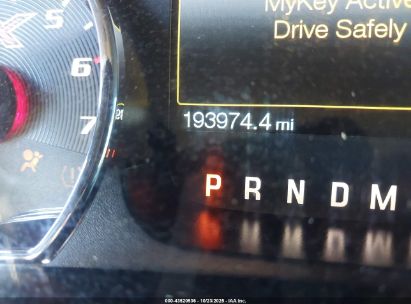 MyKey Active
Drive Safely
5
6
7
193974.4 mi
P R N D M